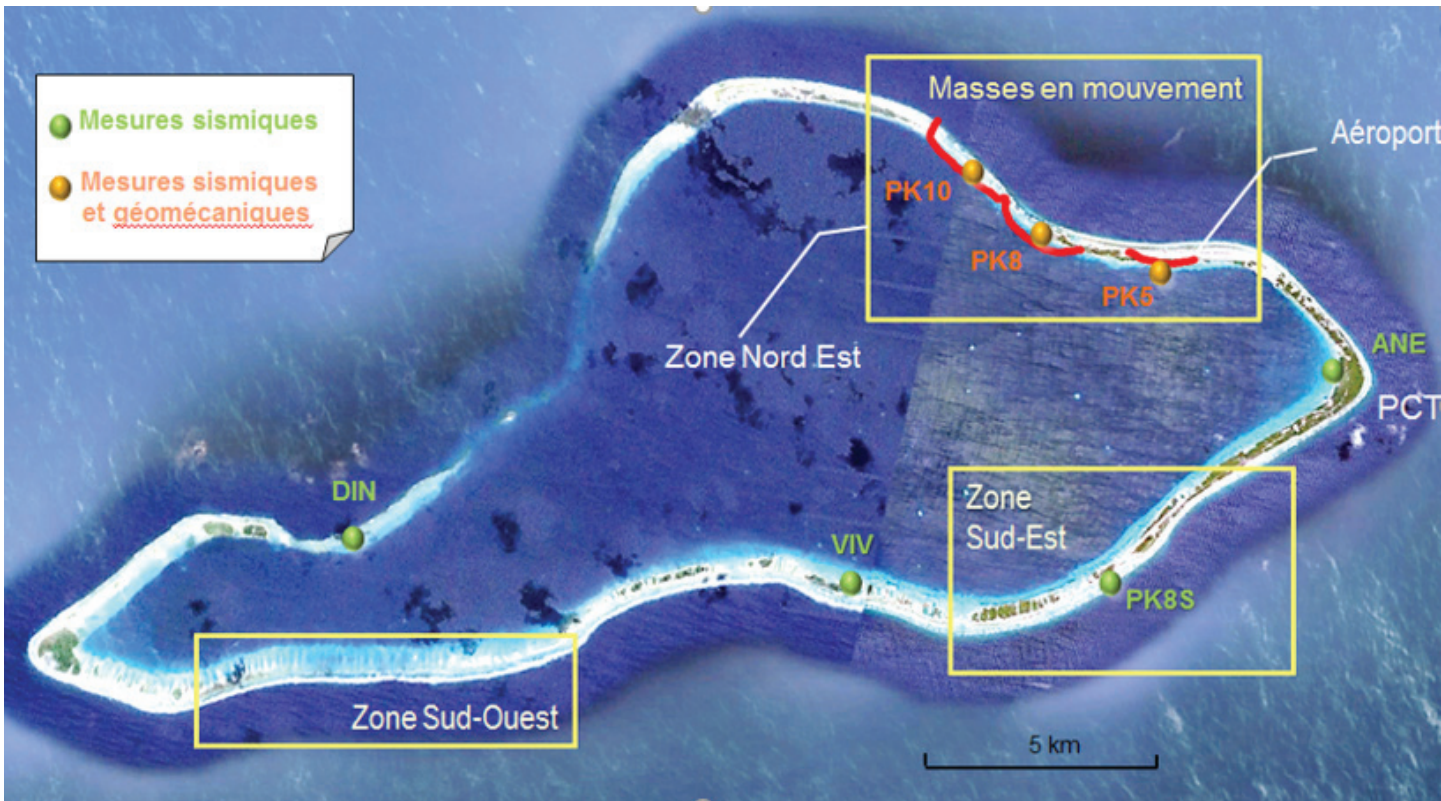 Mesures sismiques
Mesures sismiques
et géomécaniques
Masses en mouvement
Aéroport
PK10
PK8
PK5
Zone Nord Est
ANE
PCT
DIN
VIV
Zone
Sud-Est
PK8S
Zone Sud-Ouest
5 km